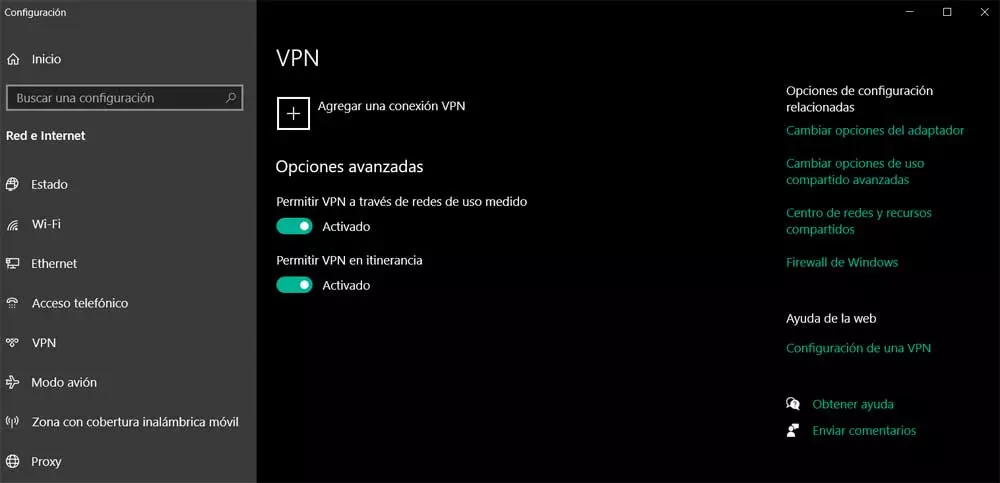 Configuración
Inicio
Buscar una configuración
Red e Internet
Estado
Wi-Fi
Ethernet
Acceso telefónico
VPN
Modo avión
Zona con cobertura inalámbrica móvil
Proxy
VPN
Agregar una conexión VPN
Opciones avanzadas
Permitir VPN a través de redes de uso medido
Activado
Permitir VPN en itinerancia
Activado
Opciones de configuración
relacionadas
Cambiar opciones del adaptador
Cambiar opciones de uso
compartido avanzadas
Centro de redes y recursos
compartidos
Firewall de Windows
Ayuda de la web
Configuración de una VPN
Obtener ayuda
Enviar comentarios